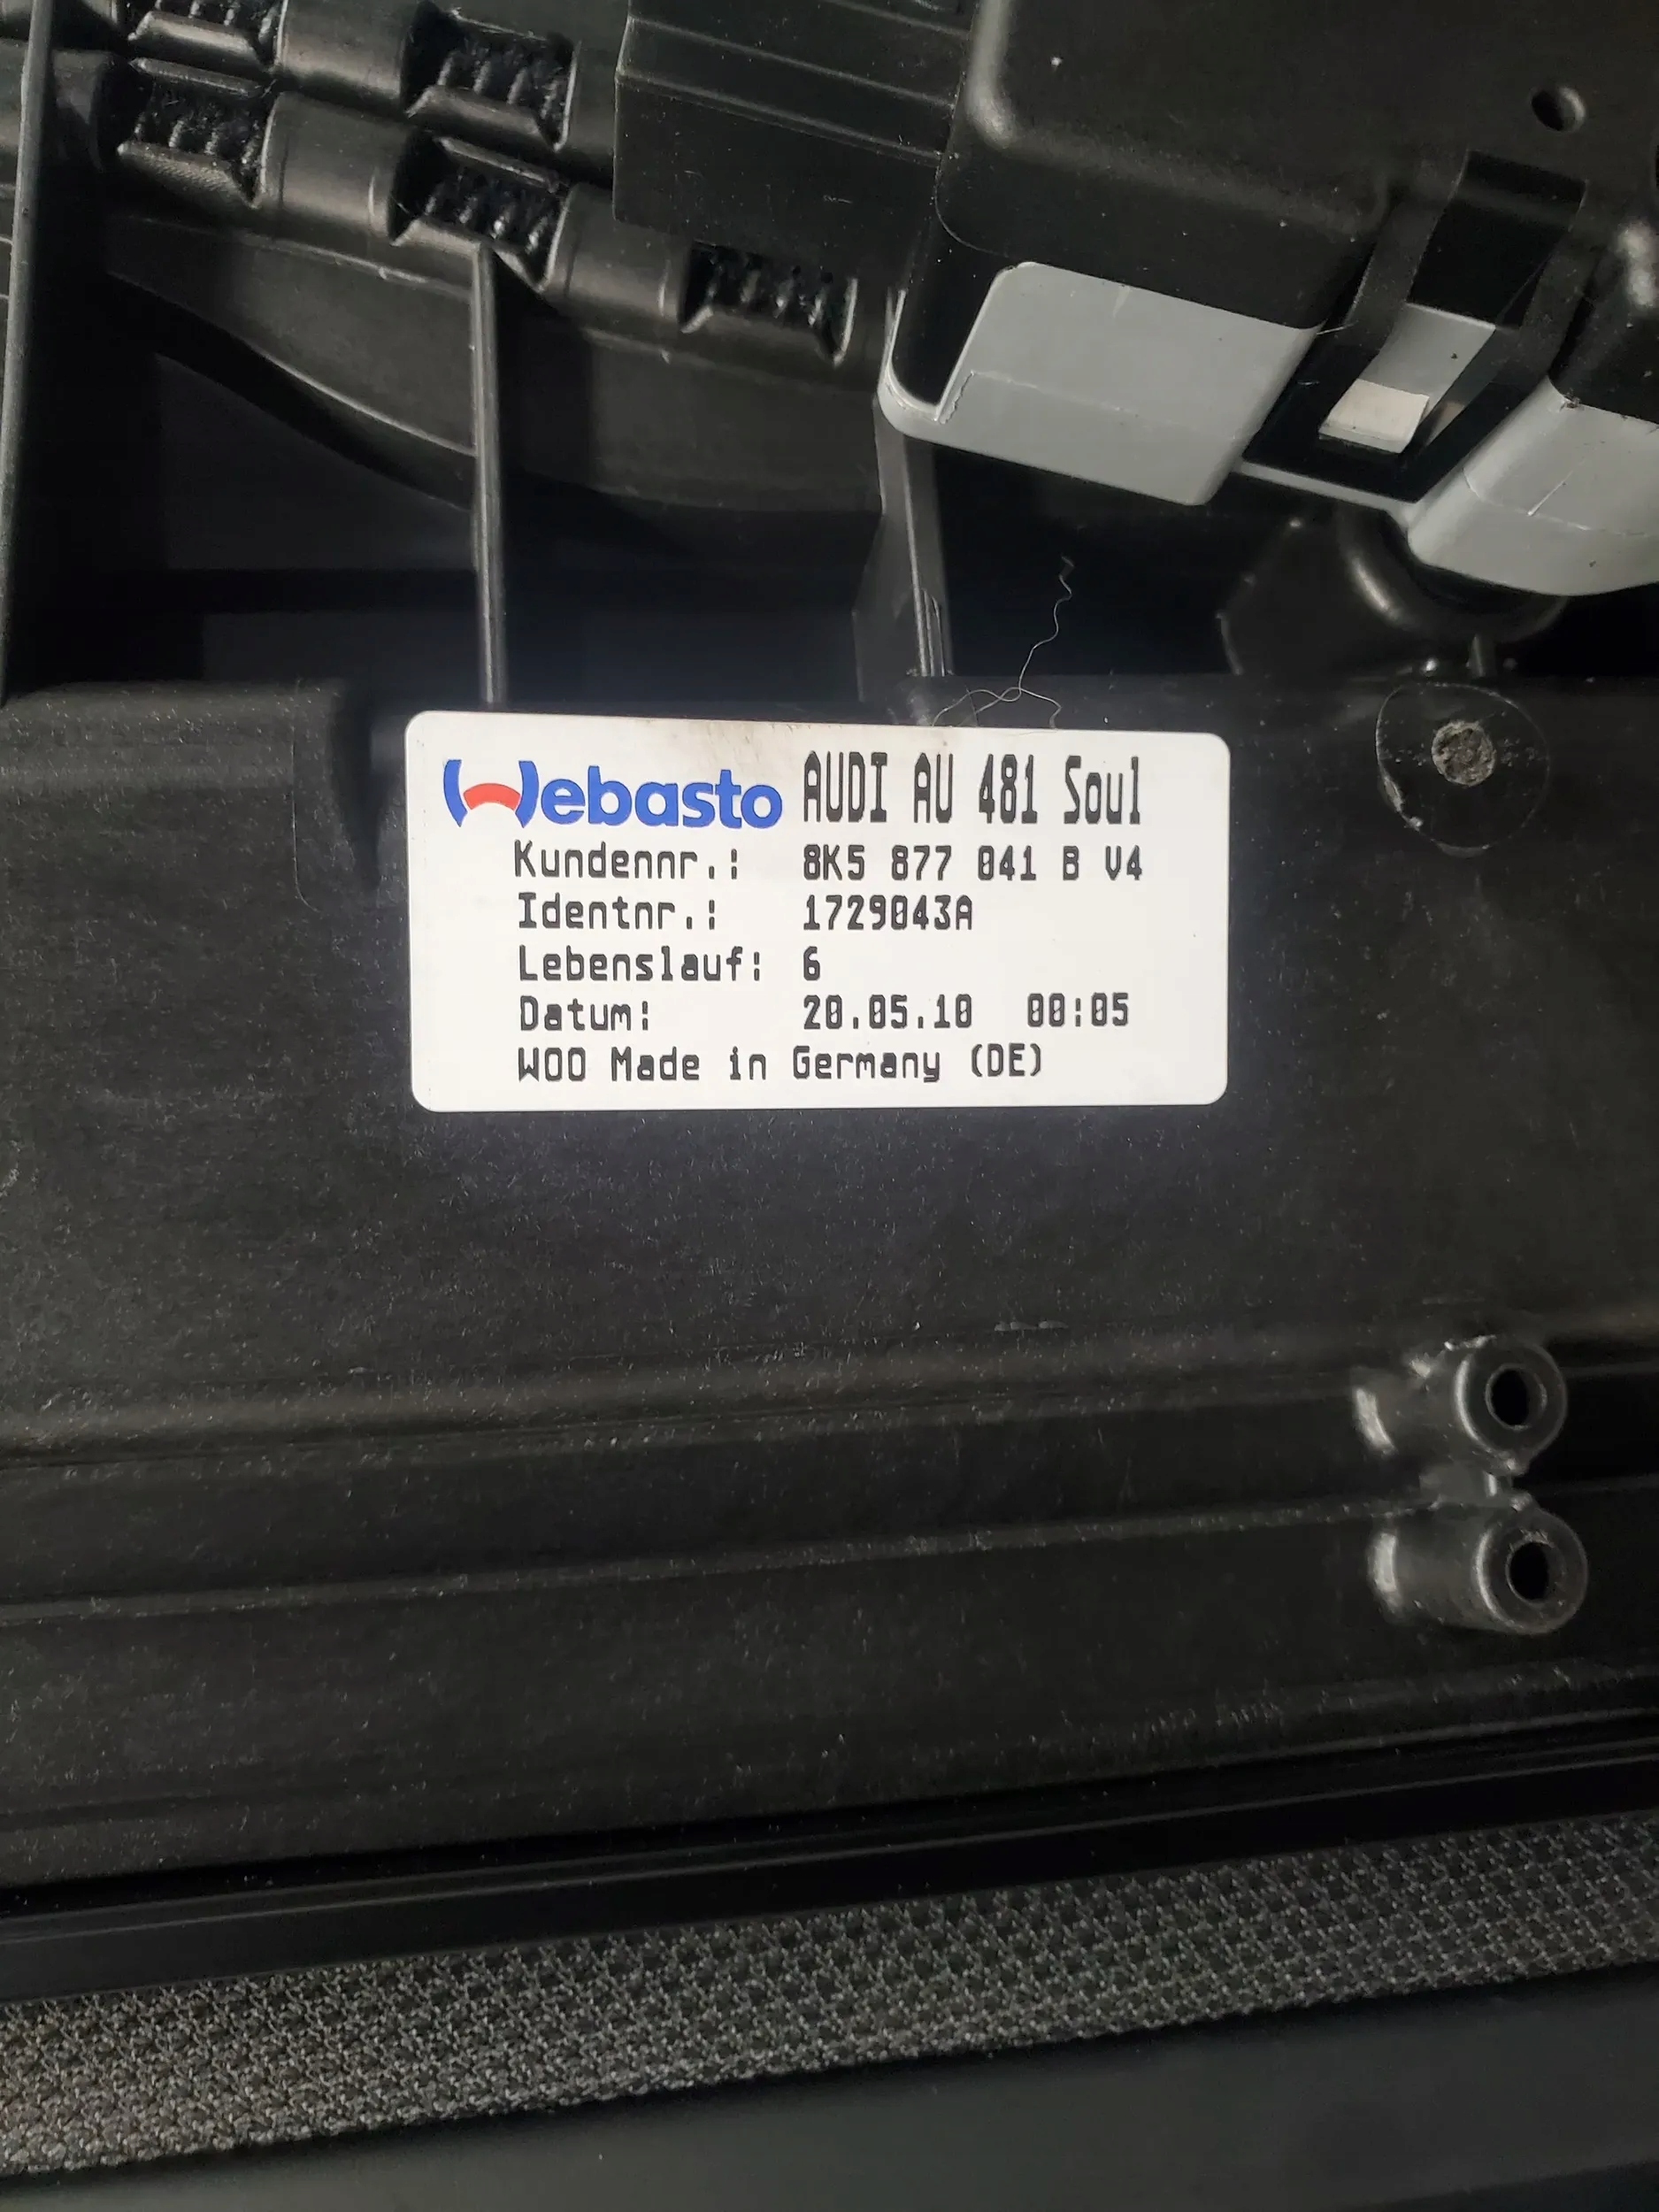 Webasto AUDI AU 481 Soul
Kundennr.: 8K5 877 041 B V4
Identnr.: 1729043A
Lebenslauf: 6
Datum: 20.05.10 00:05
WOO Made in Germany (DE)